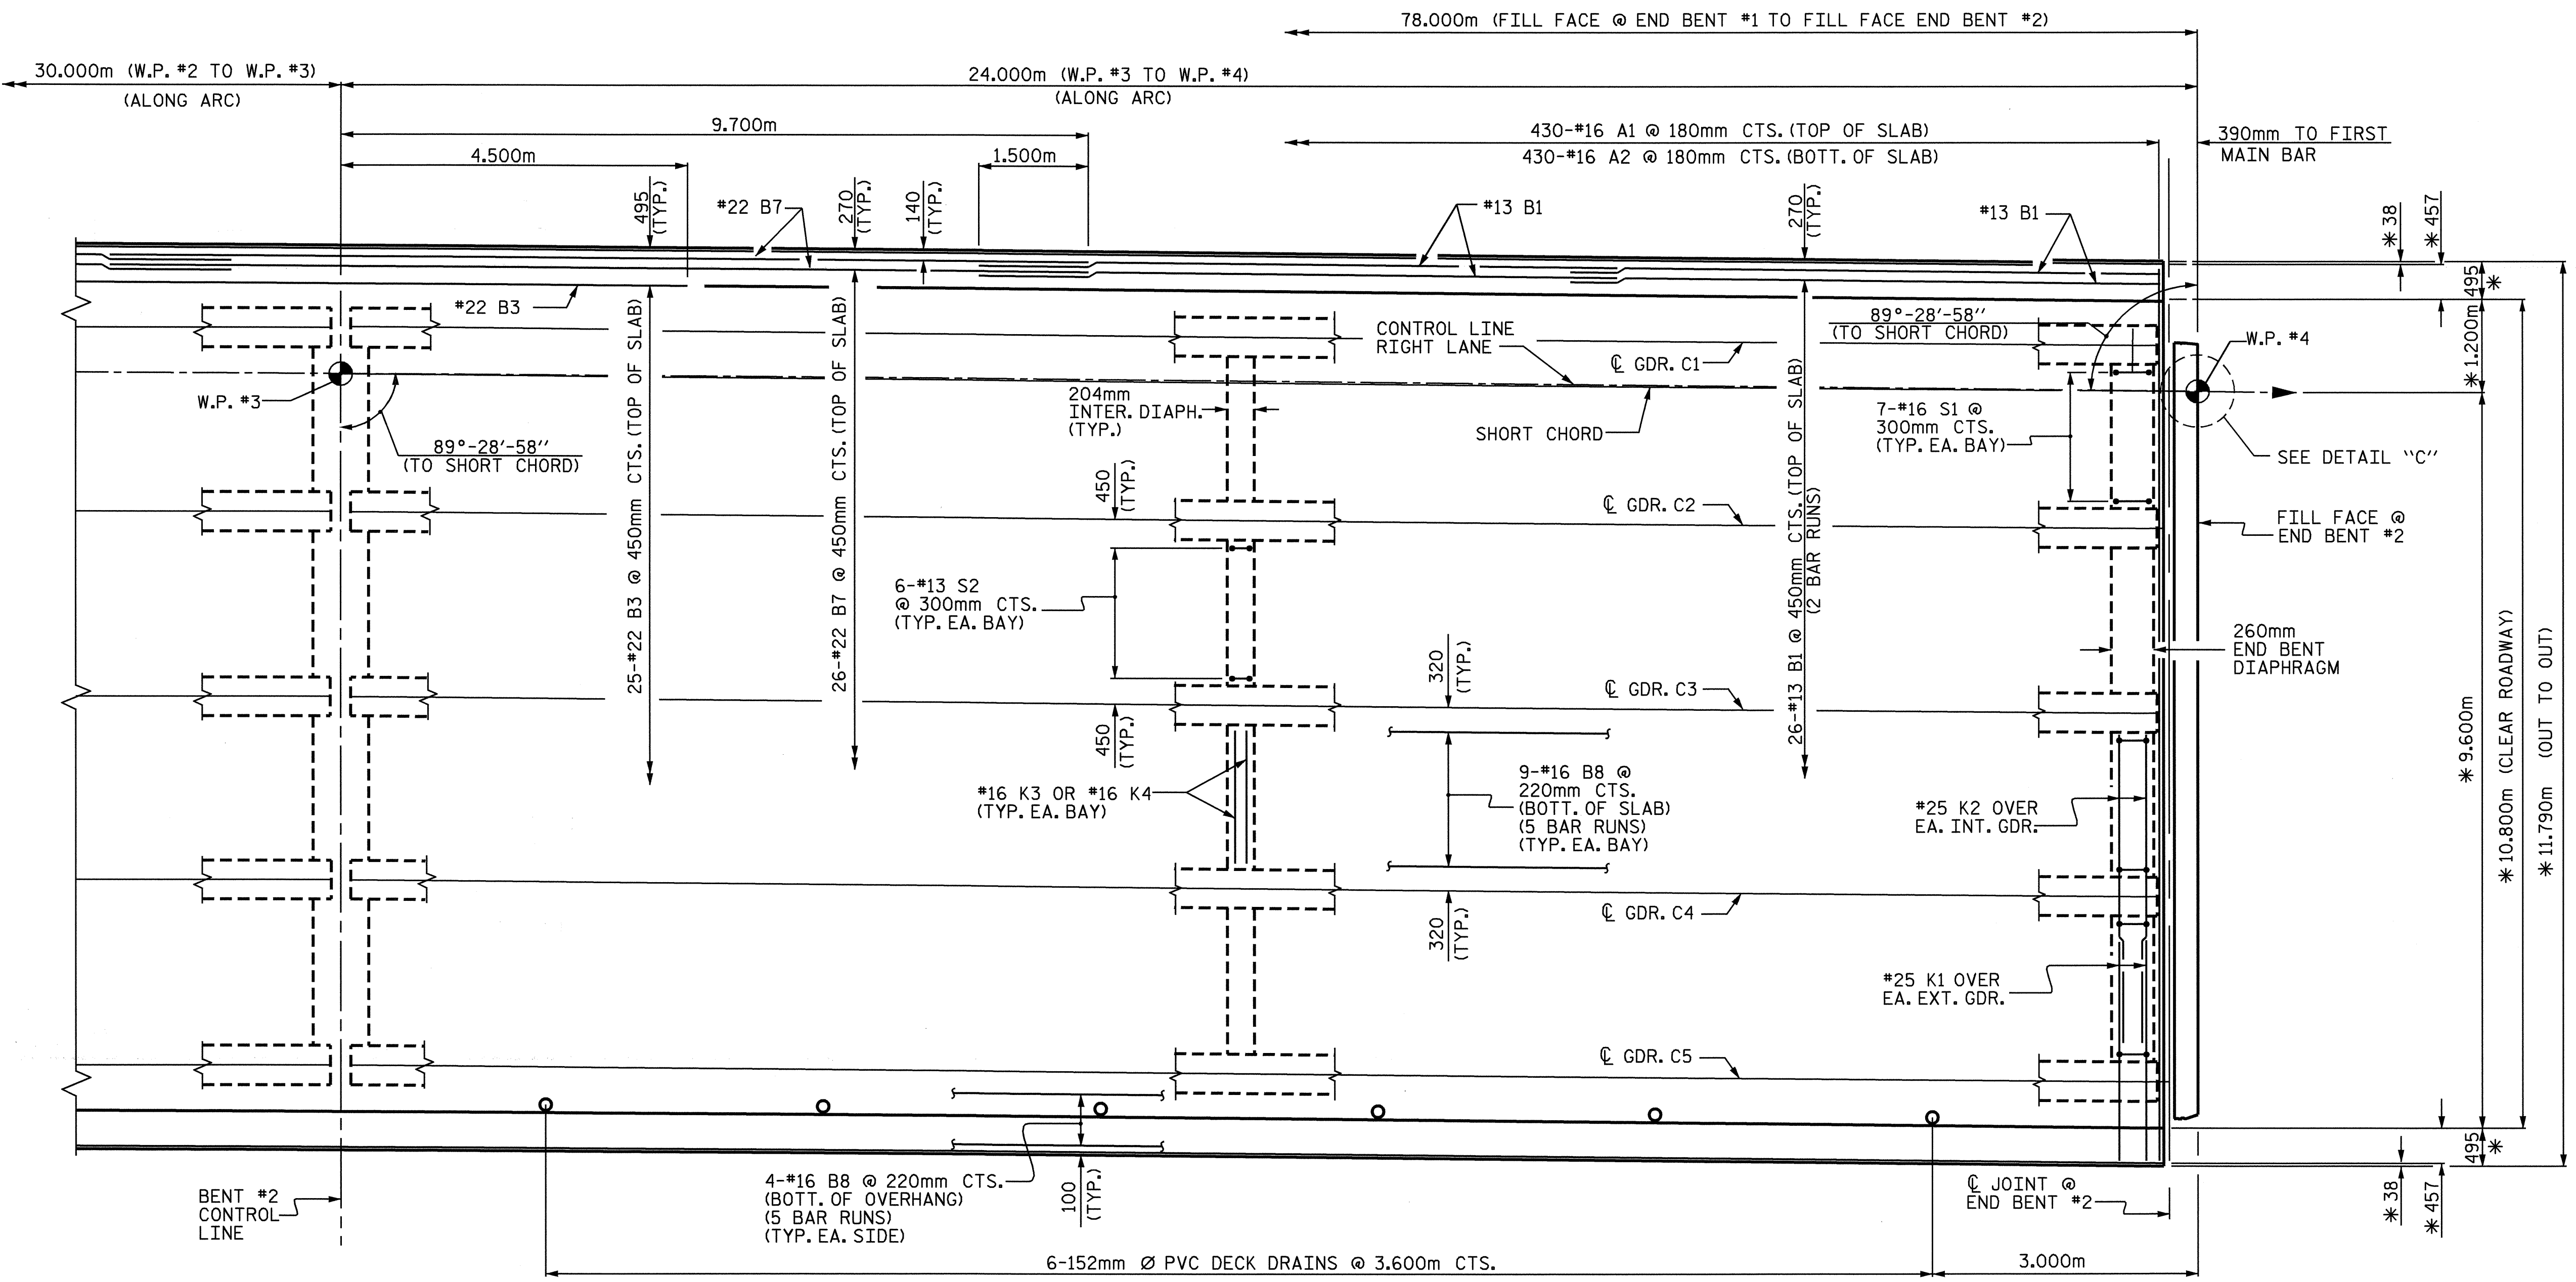 78.000m (FILL FACE @ END BENT #1 TO FILL FACE END BENT #2)
30.000m (W.P. #2 TO W.P. #3)
(ALONG ARC)
24.000m (W.P. #3 TO W.P. #4)
(ALONG ARC)
9.700m
4.500m
1.500m
430-#16 A1 @ 180mm CTS. (TOP OF SLAB)
430-#16 A2 @ 180mm CTS. (BOTT. OF SLAB)
390mm TO FIRST
MAIN BAR
495
(TYP.)
#22 B7
270
(TYP.)
140
(TYP.)
#13 B1
270
(TYP.)
#13 B1
✳38
✳457
#22 B3
495
✳
✳1.200m
CONTROL LINE
RIGHT LANE
89°-28'-58''
(TO SHORT CHORD)
℄ GDR. C1
W.P. #4
W.P. #3
204mm
INTER. DIAPH.
(TYP.)
SHORT CHORD
7-#16 S1 @
300mm CTS.
(TYP. EA. BAY)
89°-28'-58''
(TO SHORT CHORD)
SEE DETAIL ‘‘C’’
25-#22 B3 @ 450mm CTS. (TOP OF SLAB)
26-#22 B7 @ 450mm CTS. (TOP OF SLAB)
26-#13 B1 @ 450mm CTS. (TOP OF SLAB)
(2 BAR RUNS)
450
(TYP.)
℄ GDR. C2
FILL FACE @
END BENT #2
6-#13 S2
@ 300mm CTS.
(TYP. EA. BAY)
320
(TYP.)
260mm
END BENT
DIAPHRAGM
℄ GDR. C3
450
(TYP.)
✳9.600m
✳10.800m (CLEAR ROADWAY)
✳11.790m (OUT TO OUT)
#16 K3 OR #16 K4
(TYP. EA. BAY)
9-#16 B8 @
220mm CTS.
(BOTT. OF SLAB)
(5 BAR RUNS)
(TYP. EA. BAY)
#25 K2 OVER
EA. INT. GDR.
℄ GDR. C4
320
(TYP.)
#25 K1 OVER
EA. EXT. GDR.
℄ GDR. C5
495
✳
4-#16 B8 @ 220mm CTS.
(BOTT. OF OVERHANG)
(5 BAR RUNS)
(TYP. EA. SIDE)
100
(TYP.)
BENT #2
CONTROL
LINE
℄ JOINT @
END BENT #2
✳38
✳457
6-152mm Ø PVC DECK DRAINS @ 3.600m CTS.
3.000m